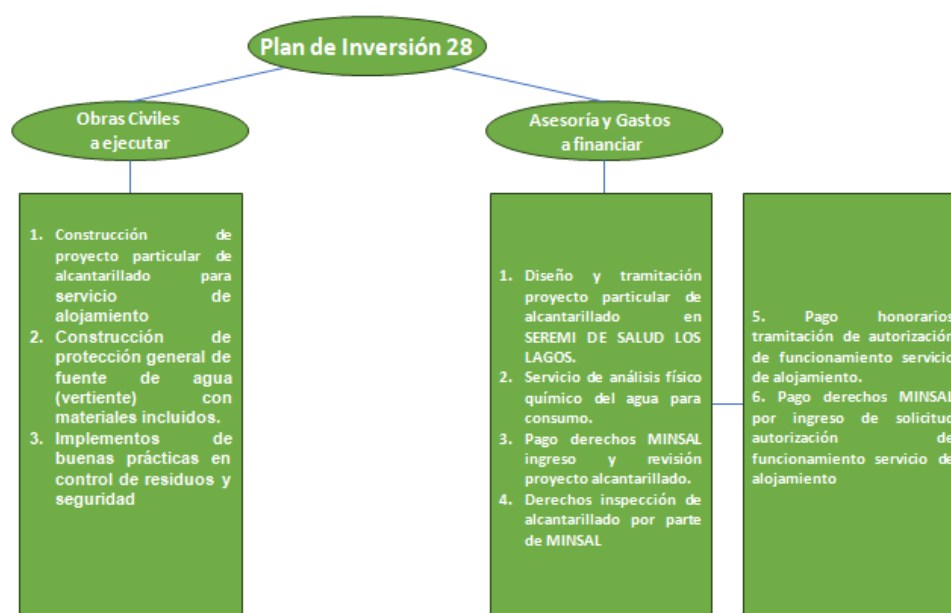 Plan de Inversión 28
Obras Civiles
a ejecutar
Asesoría y Gastos
a financiar
1. Construcción de
proyecto particular de
alcantarillado para
servicio de
alojamiento
2. Construcción de
protección general de
fuente de agua
(vertiente) con
materiales incluidos.
3. Implementos de
buenas prácticas en
control de residuos y
seguridad
1. Diseño y tramitación
proyecto particular de
alcantarillado en
SEREMI DE SALUD LOS
LAGOS.
2. Servicio de análisis físico
químico del agua para
consumo.
3. Pago derechos MINSAL
ingreso y revisión
proyecto alcantarillado.
4. Derechos inspección de
alcantarillado por parte
de MINSAL
5. Pago honorarios
tramitación de autorización
de funcionamiento servicio
de alojamiento.
6. Pago derechos MINSAL
por ingreso de solicitud
autorización de
funcionamiento servicio de
alojamiento